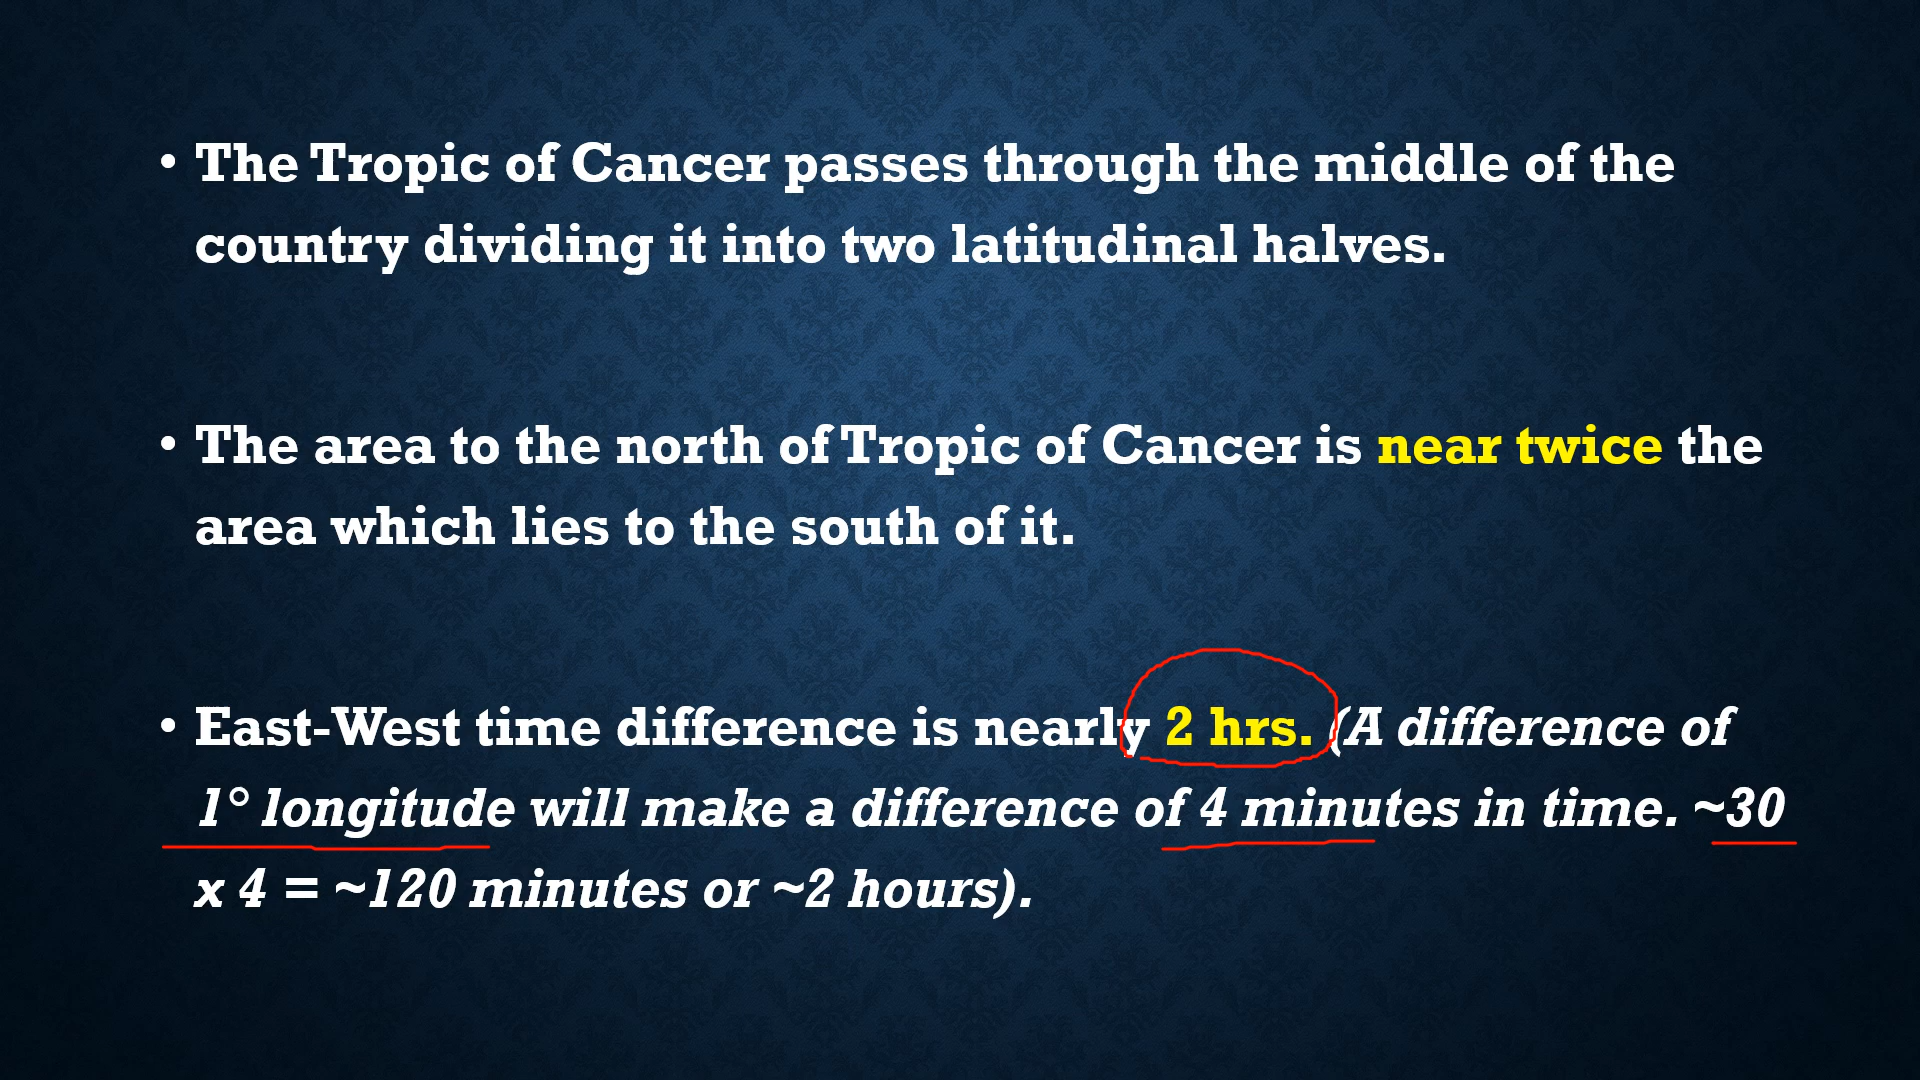 • The Tropic of Cancer passes through the middle of the
country dividing it into two latitudinal halves.
• The area to the north of Tropic of Cancer is near twice the
area which lies to the south of it.
• East-West time difference is nearly 2 hrs. (A difference of
1° longitude will make a difference of 4 minutes in time. ~30
x 4 = ~120 minutes or ~2 hours).